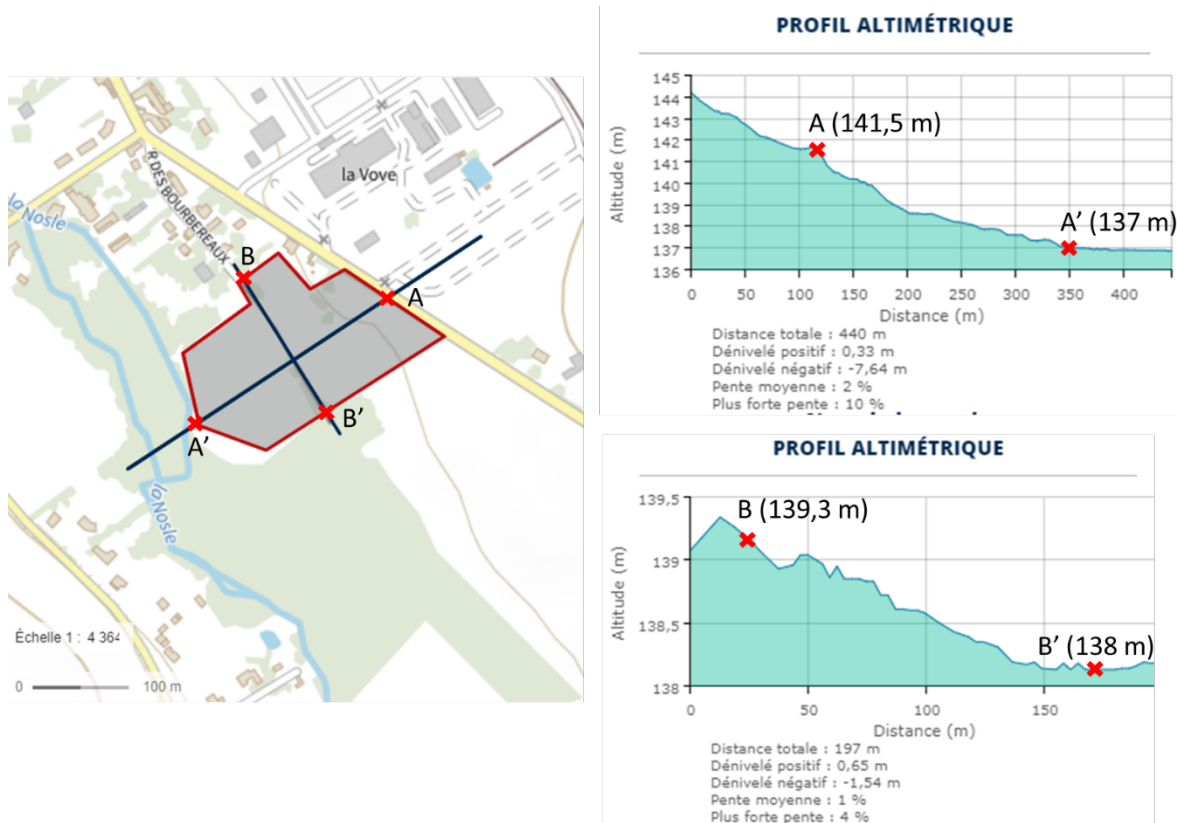 la Nosle
R DES BOURBEREAUX
la Vove
B
A
B'
A'
la Nosle
Échelle 1 : 4 364
0 100 m
PROFIL ALTIMÉTRIQUE
145
144
143
142
141
140
139
138
137
136
Altitude (m)
A (141,5 m)
A' (137 m)
0 50 100 150 200 250 300 350 400
Distance (m)
Distance totale : 440 m
Dénivelé positif : 0,33 m
Dénivelé négatif : -7,64 m
Pente moyenne : 2 %
Plus forte pente : 10 %
PROFIL ALTIMÉTRIQUE
139,5
139
138,5
138
Altitude (m)
B (139,3 m)
B' (138 m)
0 50 100 150
Distance (m)
Distance totale : 197 m
Dénivelé positif : 0,65 m
Dénivelé négatif : -1,54 m
Pente moyenne : 1 %
Plus forte pente : 4 %